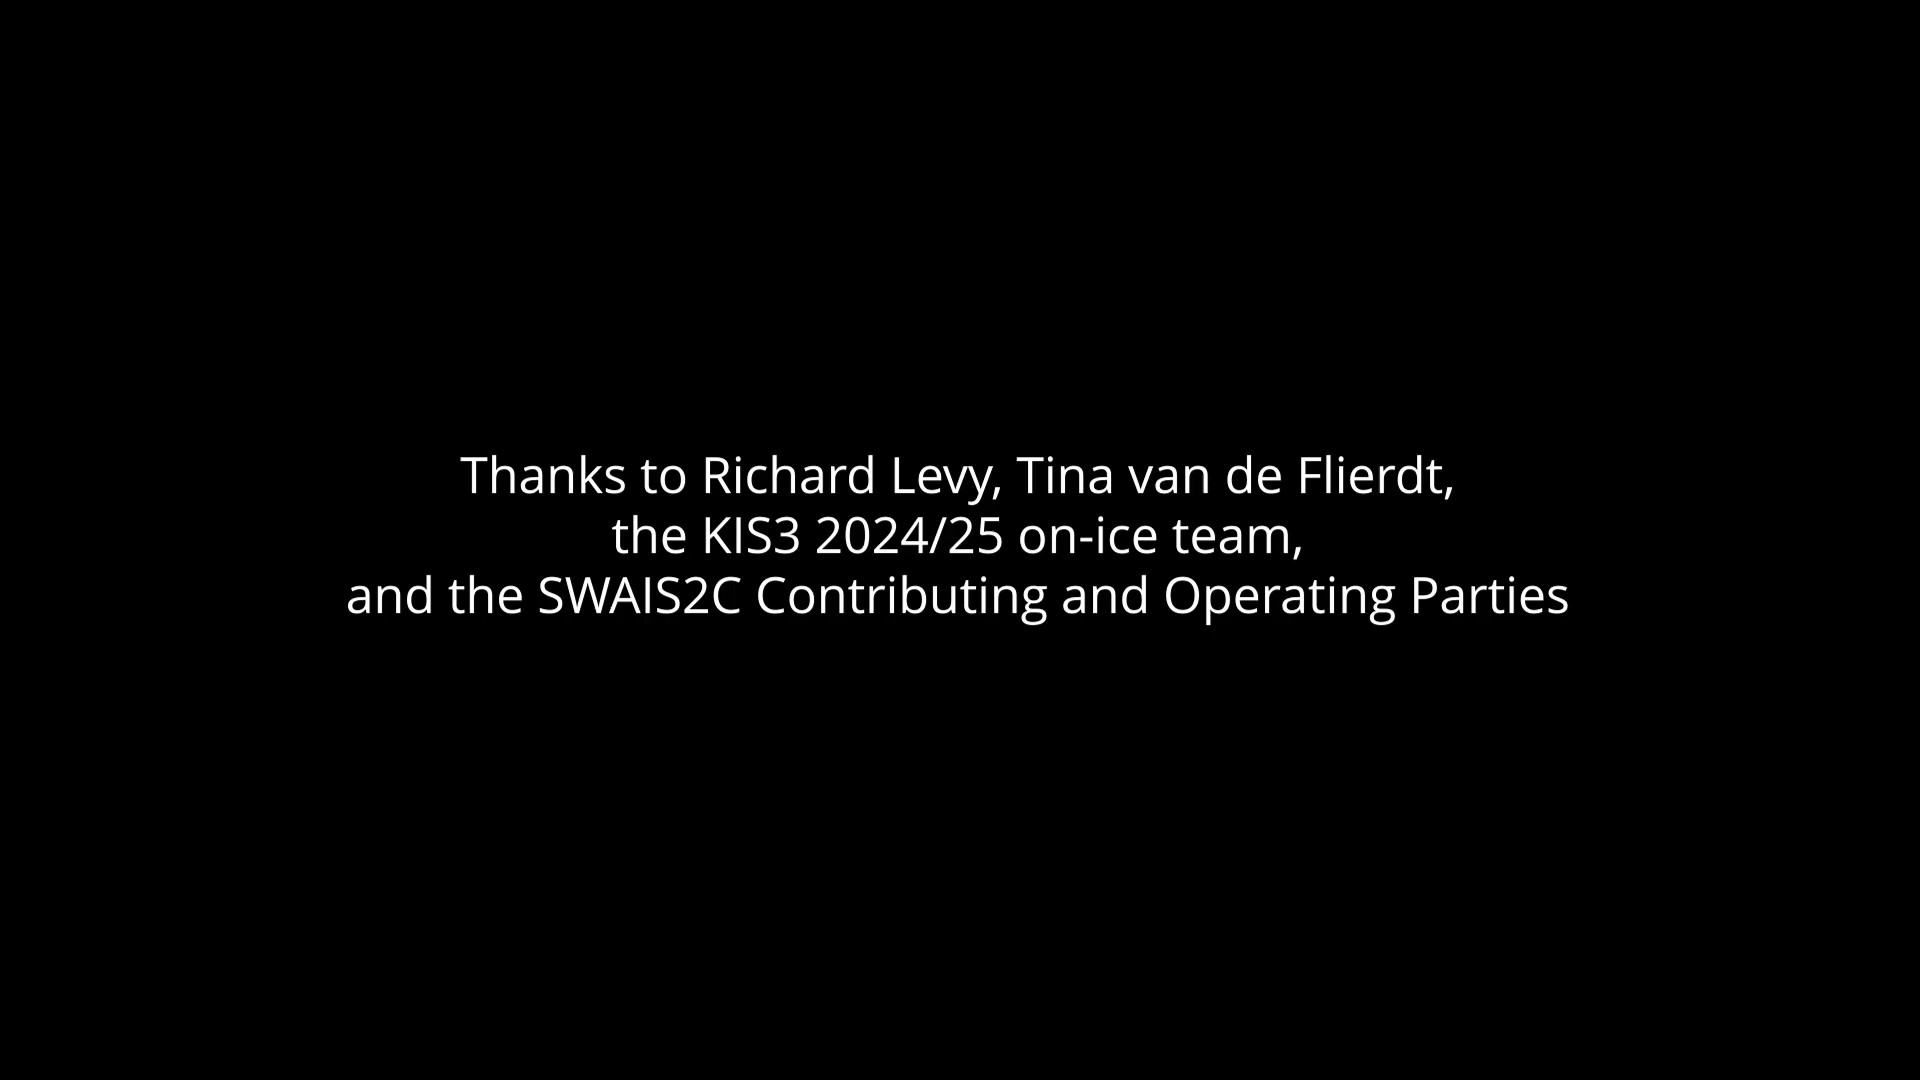 Thanks to Richard Levy, Tina van de Flierdt,
the KIS3 2024/25 on-ice team,
and the SWAIS2C Contributing and Operating Parties